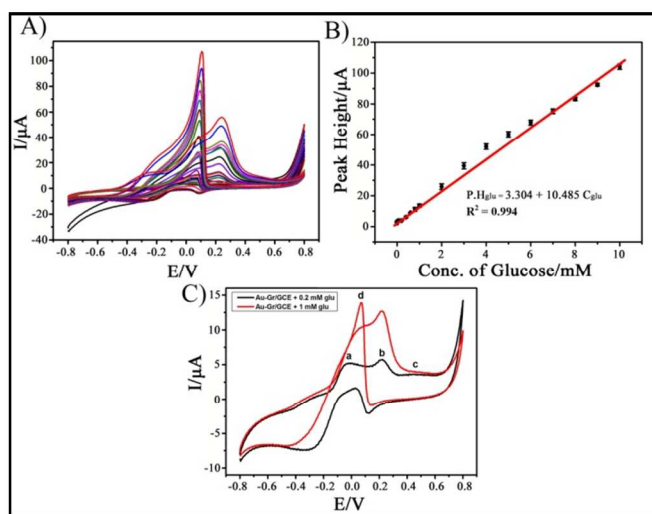 A)
I/µA
120
100
80
60
40
20
0
-20
-40
-0.8 -0.6 -0.4 -0.2 0.0 0.2 0.4 0.6 0.8
E/V
B)
Peak Height/µA
120
100
80
60
40
20
0
0 2 4 6 8 10
Conc. of Glucose/mM
P.Hglu = 3.304 + 10.485 Cglu
R² = 0.994
C)
Au-Gr/GCE + 0.2 mM glu
Au-Gr/GCE + 1 mM glu
I/µA
15
10
5
0
-5
-10
a
b
c
d
-0.8 -0.6 -0.4 -0.2 0.0 0.2 0.4 0.6 0.8
E/V